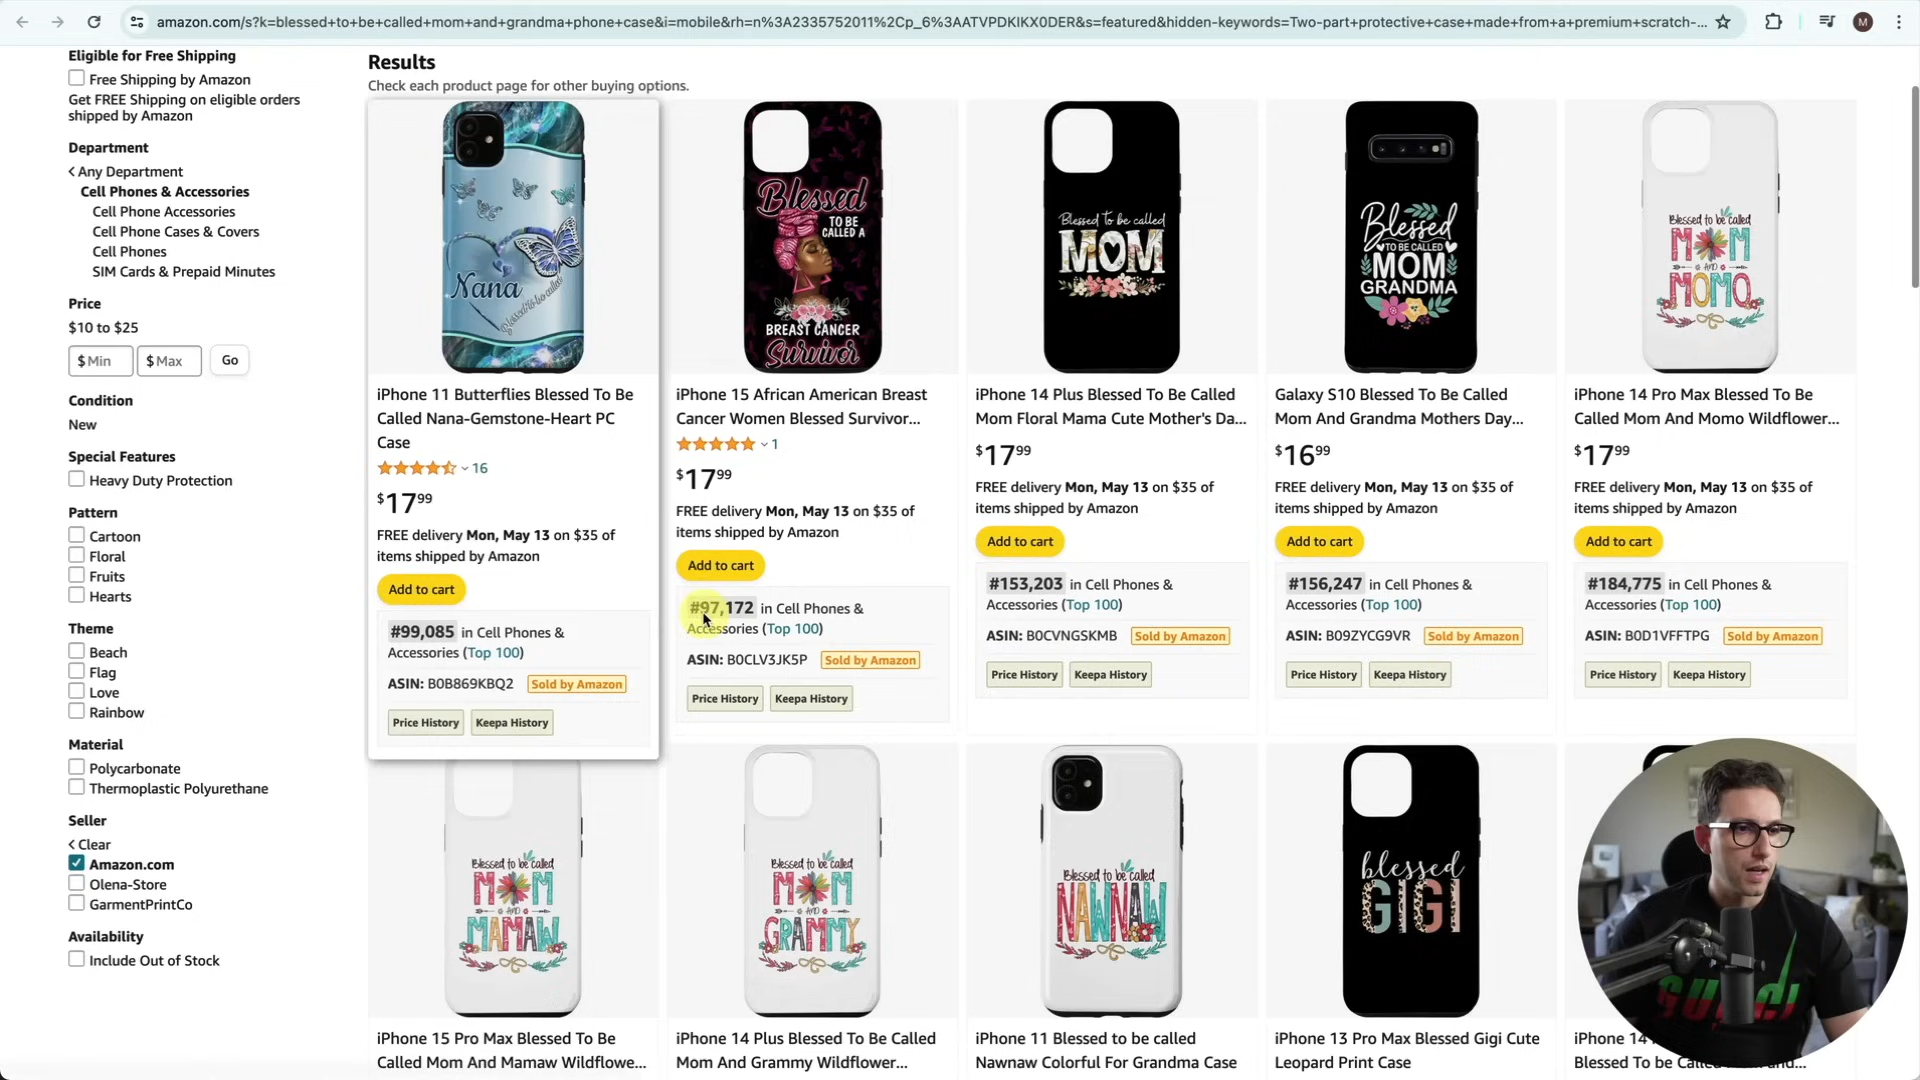 amazon.com/s?k=blessed+to+be+called+mom+and+grandma+phone+case&i=mobile&rh=n%3A2335752011%2Cp_6%3AATVPDKIKX0DER&s=featured&hidden-keywords=Two-part+protective+case+made+from+a+premium+scratch-...
M
Eligible for Free Shipping
Free Shipping by Amazon
Get FREE Shipping on eligible orders
shipped by Amazon
Department
Any Department
Cell Phones & Accessories
Cell Phone Accessories
Cell Phone Cases & Covers
Cell Phones
SIM Cards & Prepaid Minutes
Price
$10 to $25
$ Min
$ Max
Go
Condition
New
Special Features
Heavy Duty Protection
Pattern
Cartoon
Floral
Fruits
Hearts
Theme
Beach
Flag
Love
Rainbow
Material
Polycarbonate
Thermoplastic Polyurethane
Seller
Clear
Amazon.com
Olena-Store
GarmentPrintCo
Availability
Include Out of Stock
Results
Check each product page for other buying options.
Nana
Blessed to be called
iPhone 11 Butterflies Blessed To Be
Called Nana-Gemstone-Heart PC
Case
16
$17.99
FREE delivery Mon, May 13 on $35 of
items shipped by Amazon
Add to cart
#99,085 in Cell Phones &
Accessories (Top 100)
ASIN: B0B869KBQ2 Sold by Amazon
Price History Keepa History
Blessed
TO BE
CALLED A
BREAST CANCER
Survivor
iPhone 15 African American Breast
Cancer Women Blessed Survivor...
1
$17.99
FREE delivery Mon, May 13 on $35 of
items shipped by Amazon
Add to cart
#97,172 in Cell Phones &
Accessories (Top 100)
ASIN: B0CLV3JK5P Sold by Amazon
Price History Keepa History
Blessed To be called
MOM
iPhone 14 Plus Blessed To Be Called
Mom Floral Mama Cute Mother's Da...
$17.99
FREE delivery Mon, May 13 on $35 of
items shipped by Amazon
Add to cart
#153,203 in Cell Phones &
Accessories (Top 100)
ASIN: B0CVNGSKMB Sold by Amazon
Price History Keepa History
Blessed
TO BE CALLED
MOM
GRANDMA
Galaxy S10 Blessed To Be Called
Mom And Grandma Mothers Day...
$16.99
FREE delivery Mon, May 13 on $35 of
items shipped by Amazon
Add to cart
#156,247 in Cell Phones &
Accessories (Top 100)
ASIN: B09ZYCG9VR Sold by Amazon
Price History Keepa History
Blessed to be called
MOM
AND
MOMO
iPhone 14 Pro Max Blessed To Be
Called Mom And Momo Wildflower...
$17.99
FREE delivery Mon, May 13 on $35 of
items shipped by Amazon
Add to cart
#184,775 in Cell Phones &
Accessories (Top 100)
ASIN: B0D1VFFTPG Sold by Amazon
Price History Keepa History
Blessed to be called
MOM
AND
MAMAW
iPhone 15 Pro Max Blessed To Be
Called Mom And Mamaw Wildflowe...
Blessed to be called
MOM
AND
GRAMMY
iPhone 14 Plus Blessed To Be Called
Mom And Grammy Wildflower...
Blessed to be called
NAWNAW
iPhone 11 Blessed to be called
Nawnaw Colorful For Grandma Case
blessed
GIGI
iPhone 13 Pro Max Blessed Gigi Cute
Leopard Print Case
Blessed To be